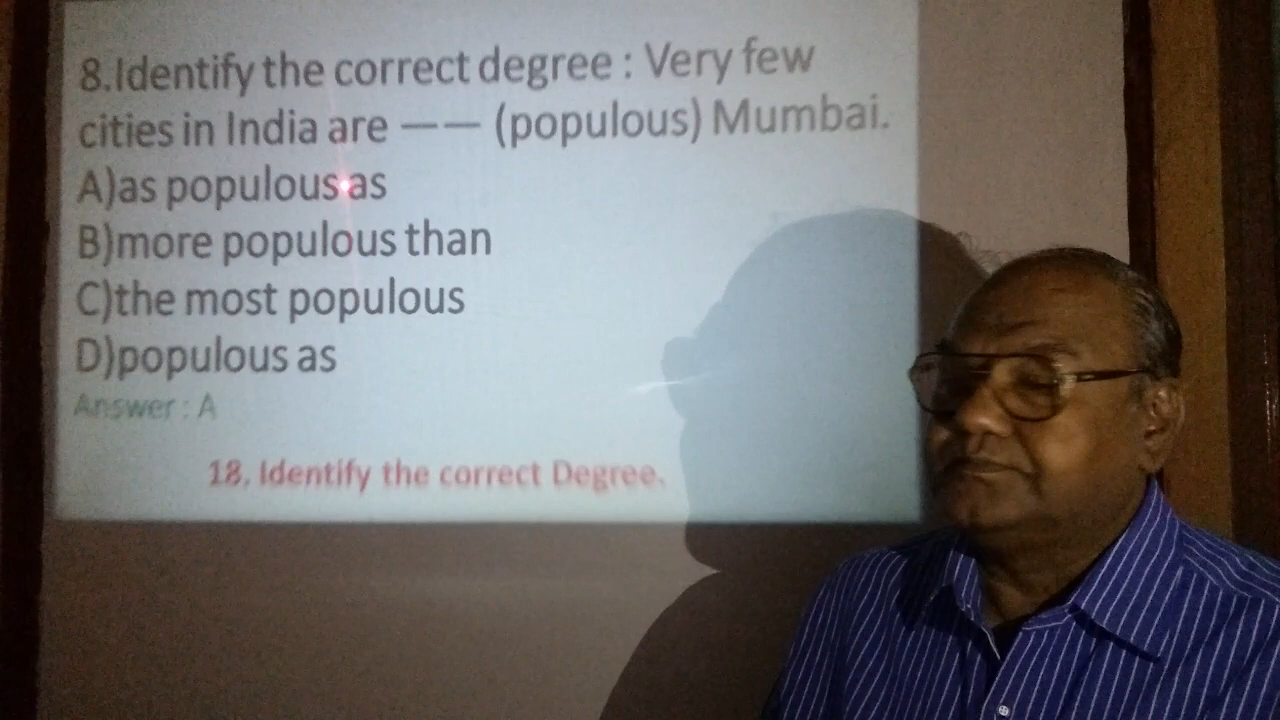 8.Identify the correct degree : Very few
cities in India are —— (populous) Mumbai.
A)as populous as
B)more populous than
C)the most populous
D)populous as
Answer : A
18. Identify the correct Degree.